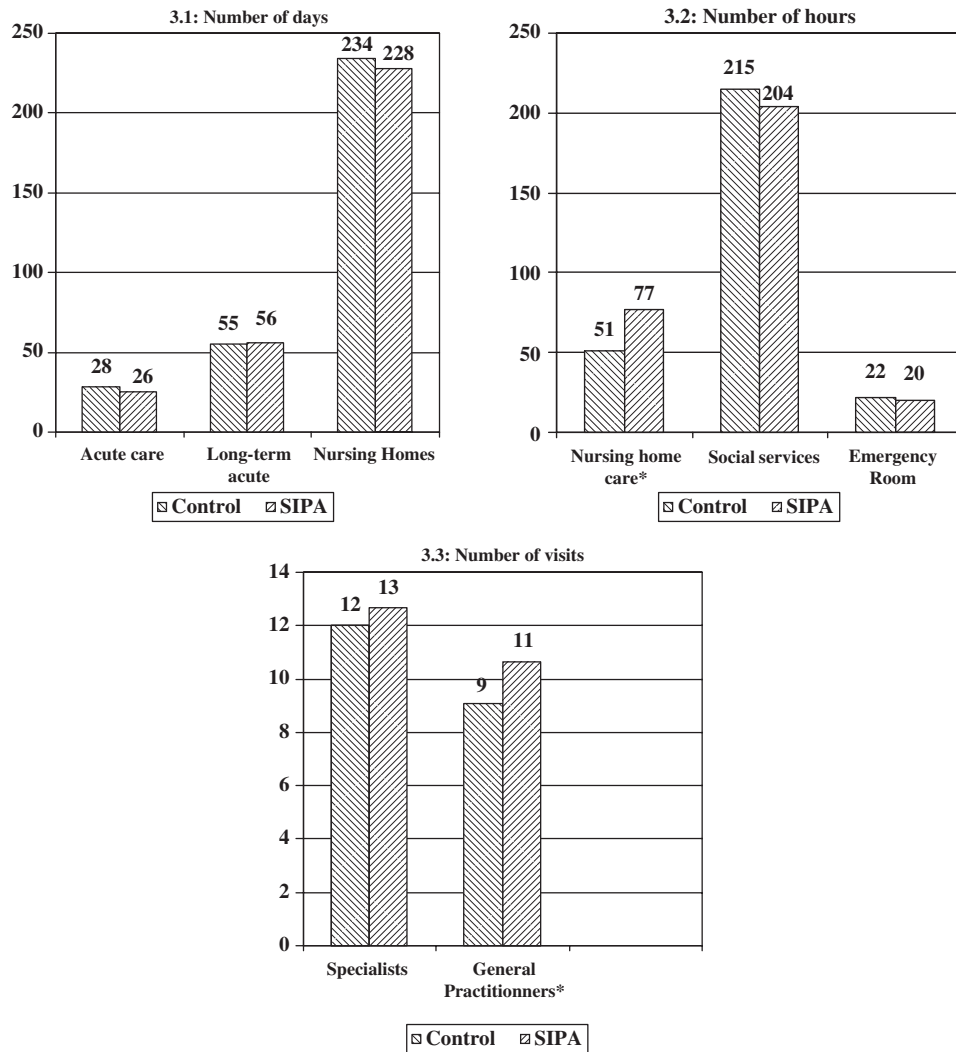 3.1: Number of days
250
200
150
100
50
0
234
228
55
56
28
26
Acute care
Long-term
acute
Nursing Homes
Control
SIPA
3.2: Number of hours
250
200
150
100
50
0
215
204
77
51
22
20
Nursing home
care*
Social services
Emergency
Room
Control
SIPA
3.3: Number of visits
14
12
10
8
6
4
2
0
12
13
9
11
Specialists
General
Practitionners*
Control
SIPA